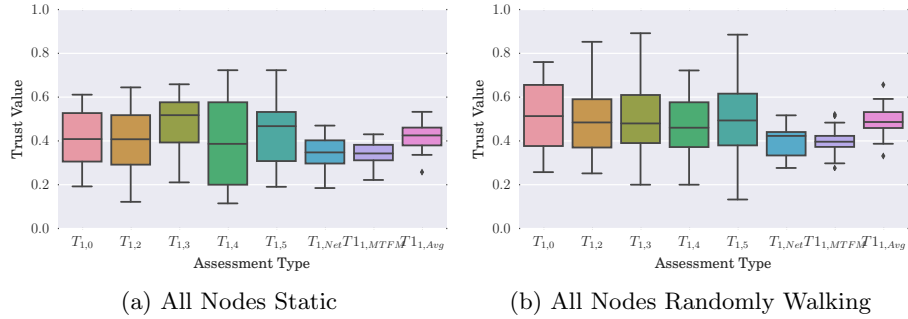 1.0
0.8
0.6
0.4
0.2
0.0
Trust Value
T1,0 T1,2 T1,3 T1,4 T1,5 T1,Net T11,MTFM T11,Avg
Assessment Type
(a) All Nodes Static
1.0
0.8
0.6
0.4
0.2
0.0
Trust Value
T1,0 T1,2 T1,3 T1,4 T1,5 T1,Net T11,MTFM T11,Avg
Assessment Type
(b) All Nodes Randomly Walking